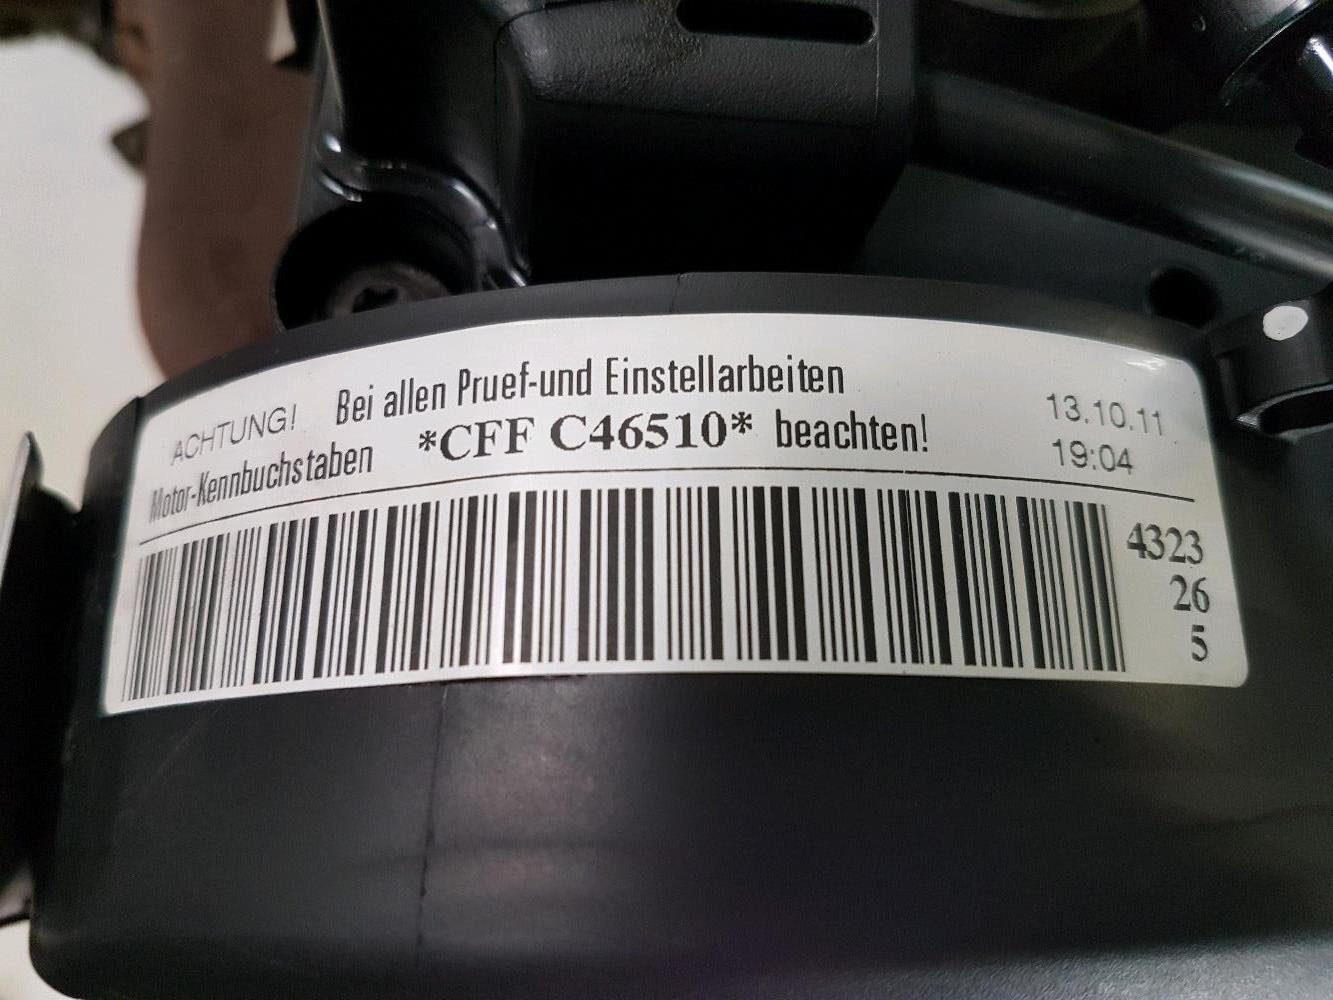 ACHTUNG! Bei allen Pruef-und Einstellarbeiten 13.10.11
Motor-Kennbuchstaben *CFF C46510* beachten! 19:04
4323
26
5